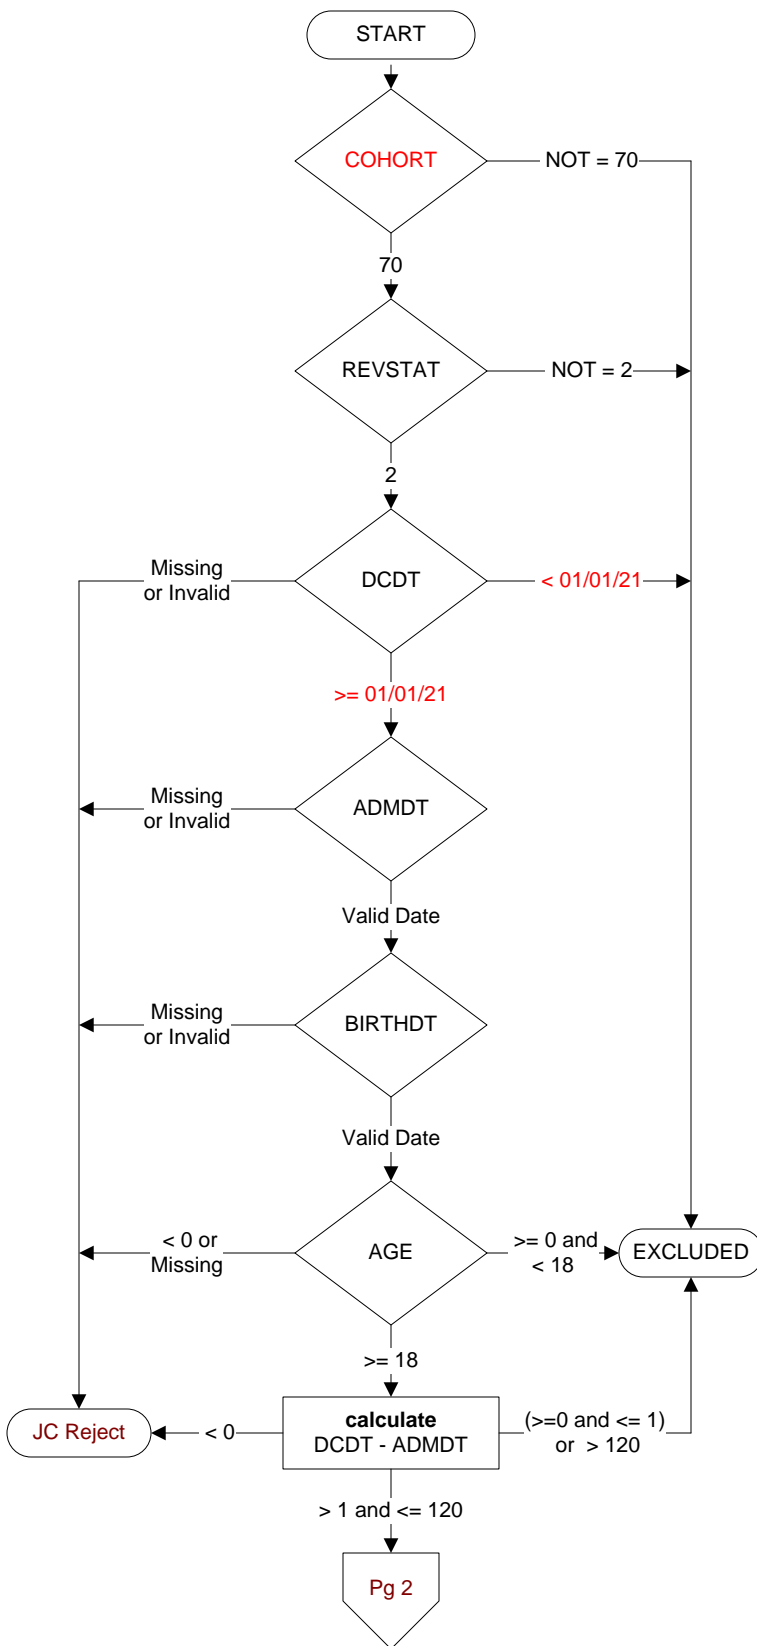 START
COHORT
NOT = 70
70
REVSTAT
NOT = 2
2
Missing
or Invalid
DCDT
< 01/01/21
>= 01/01/21
Missing
or Invalid
ADMDT
Valid Date
Missing
or Invalid
BIRTHDT
Valid Date
< 0 or
Missing
AGE
>= 0 and
< 18
EXCLUDED
>= 18
JC Reject
< 0
calculate
DCDT - ADMDT
(>=0 and <= 1)
or > 120
> 1 and <= 120
Pg 2